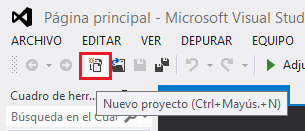 Página principal - Microsoft Visual Stu
ARCHIVO EDITAR VER DEPURAR EQUIPO
Adju
Cuadro de herr...
Nuevo proyecto (Ctrl+Mayús.+N)
Búsqueda en el Cuad